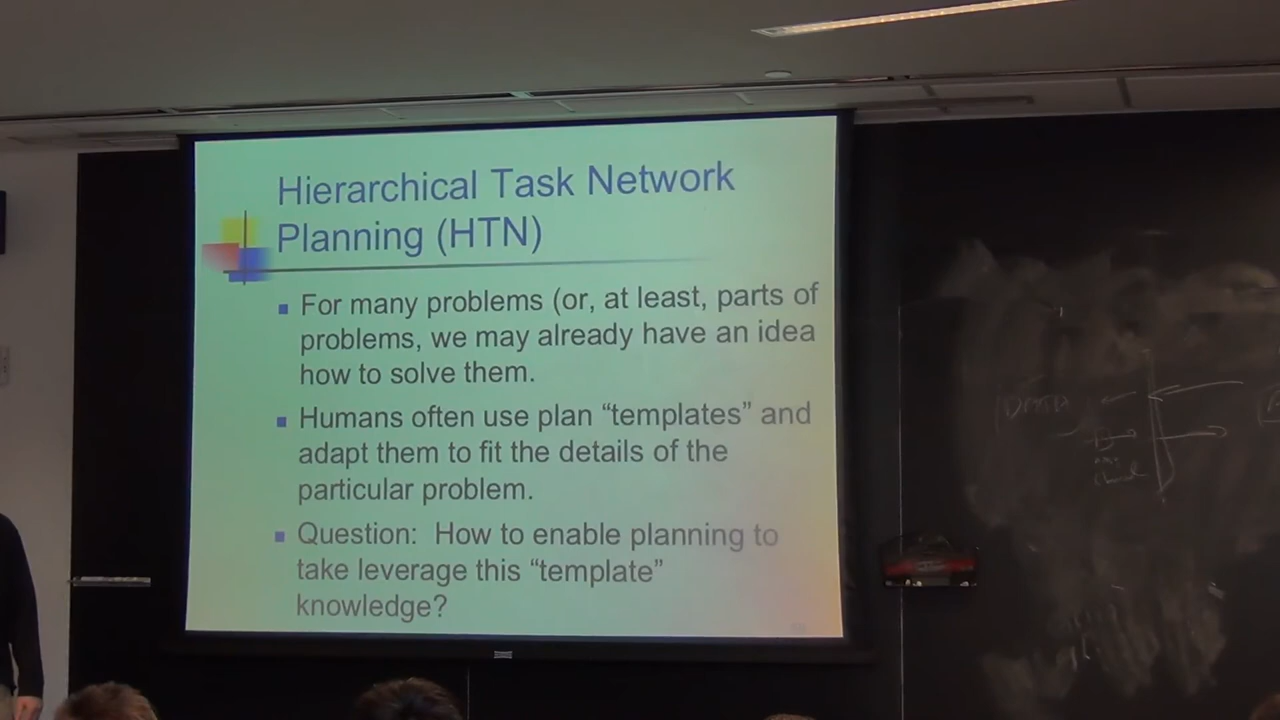 Hierarchical Task Network
Planning (HTN)
For many problems (or, at least, parts of
problems, we may already have an idea
how to solve them.
Humans often use plan “templates” and
adapt them to fit the details of the
particular problem.
Question: How to enable planning to
take leverage this “template”
knowledge?
DATA